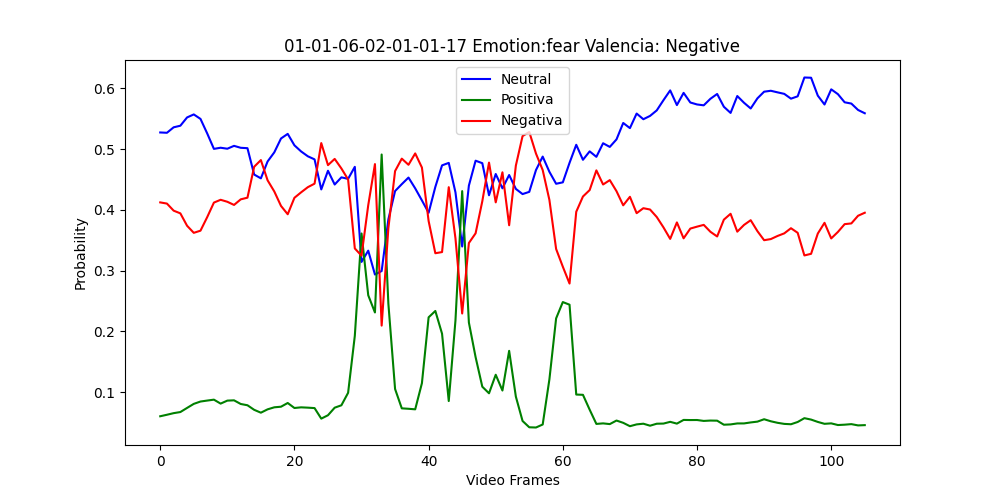 01-01-06-02-01-01-17 Emotion:fear Valencia: Negative
Neutral
Positiva
Negativa
Probability
0.6
0.5
0.4
0.3
0.2
0.1
0 20 40 60 80 100
Video Frames